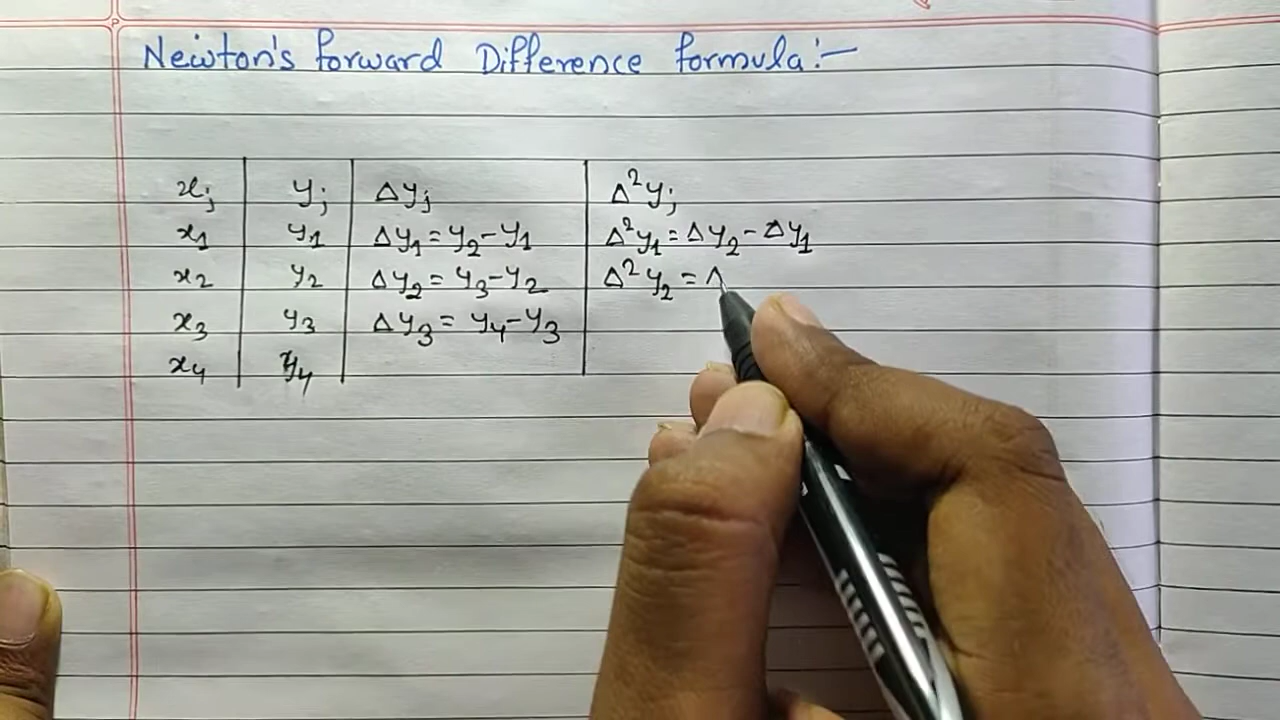 Newton's forward Difference formula:-
xj yj Δyj Δ²yj
x1 y1 Δy1 = y2 - y1 Δ²y1 = Δy2 - Δy1
x2 y2 Δy2 = y3 - y2 Δ²y2 = Δ
x3 y3 Δy3 = y4 - y3
x4 y4